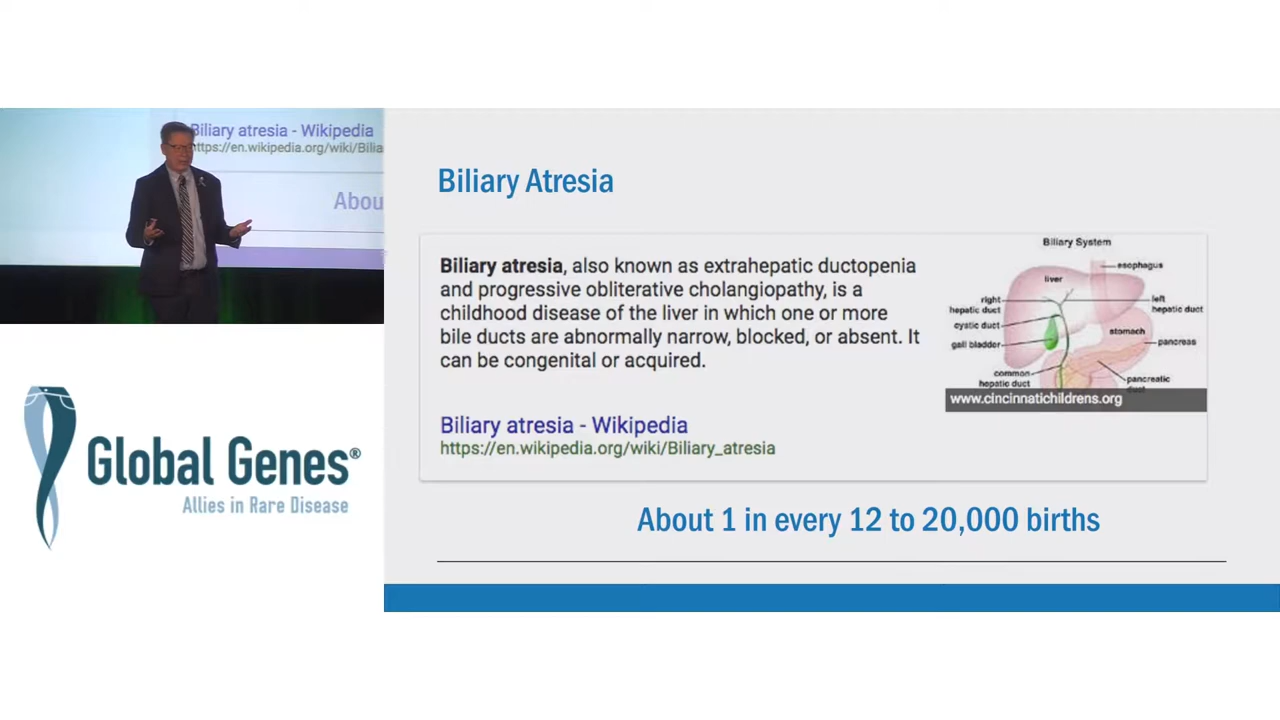 Biliary atresia - Wikipedia
https://en.wikipedia.org/wiki/Bilia
Abou
Global Genes®
Allies in Rare Disease
Biliary Atresia
Biliary atresia, also known as extrahepatic ductopenia
and progressive obliterative cholangiopathy, is a
childhood disease of the liver in which one or more
bile ducts are abnormally narrow, blocked, or absent. It
can be congenital or acquired.
Biliary atresia - Wikipedia
https://en.wikipedia.org/wiki/Biliary_atresia
Biliary System
esophagus
liver
right
hepatic duct
left
hepatic duct
cystic duct
stomach
gall bladder
pancreas
common
hepatic duct
pancreatic
duct
www.cincinnatichildrens.org
About 1 in every 12 to 20,000 births